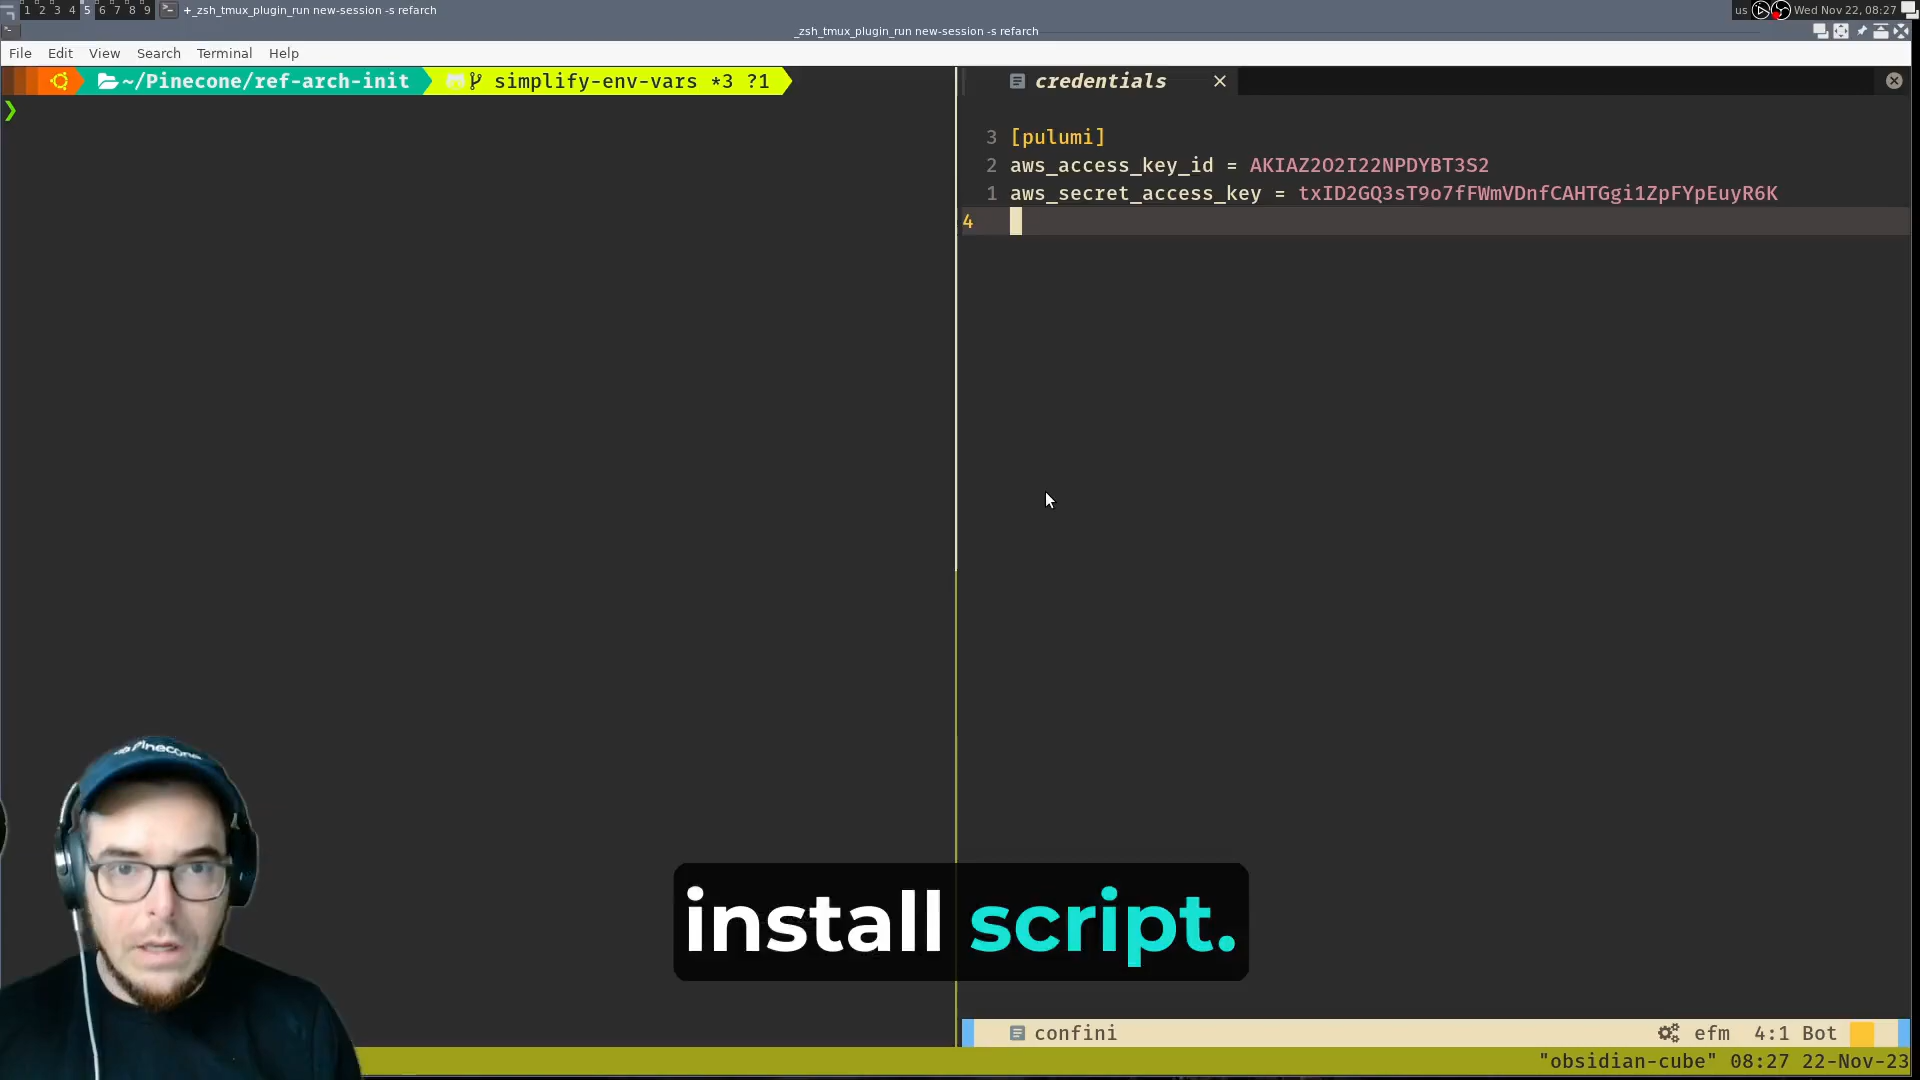 1 2 3 4 5 6 7 8 9 + _zsh_tmux_plugin_run new-session -s refarch
us Wed Nov 22, 08:27
_zsh_tmux_plugin_run new-session -s refarch
File Edit View Search Terminal Help
~/Pinecone/ref-arch-init simplify-env-vars *3 ?1
❯
credentials ×
3 [pulumi]
2 aws_access_key_id = AKIAZ2O2I22NPDYBT3S2
1 aws_secret_access_key = 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
4
Pinecone
install script.
confini efm 4:1 Bot
"obsidian-cube" 08:27 22-Nov-23